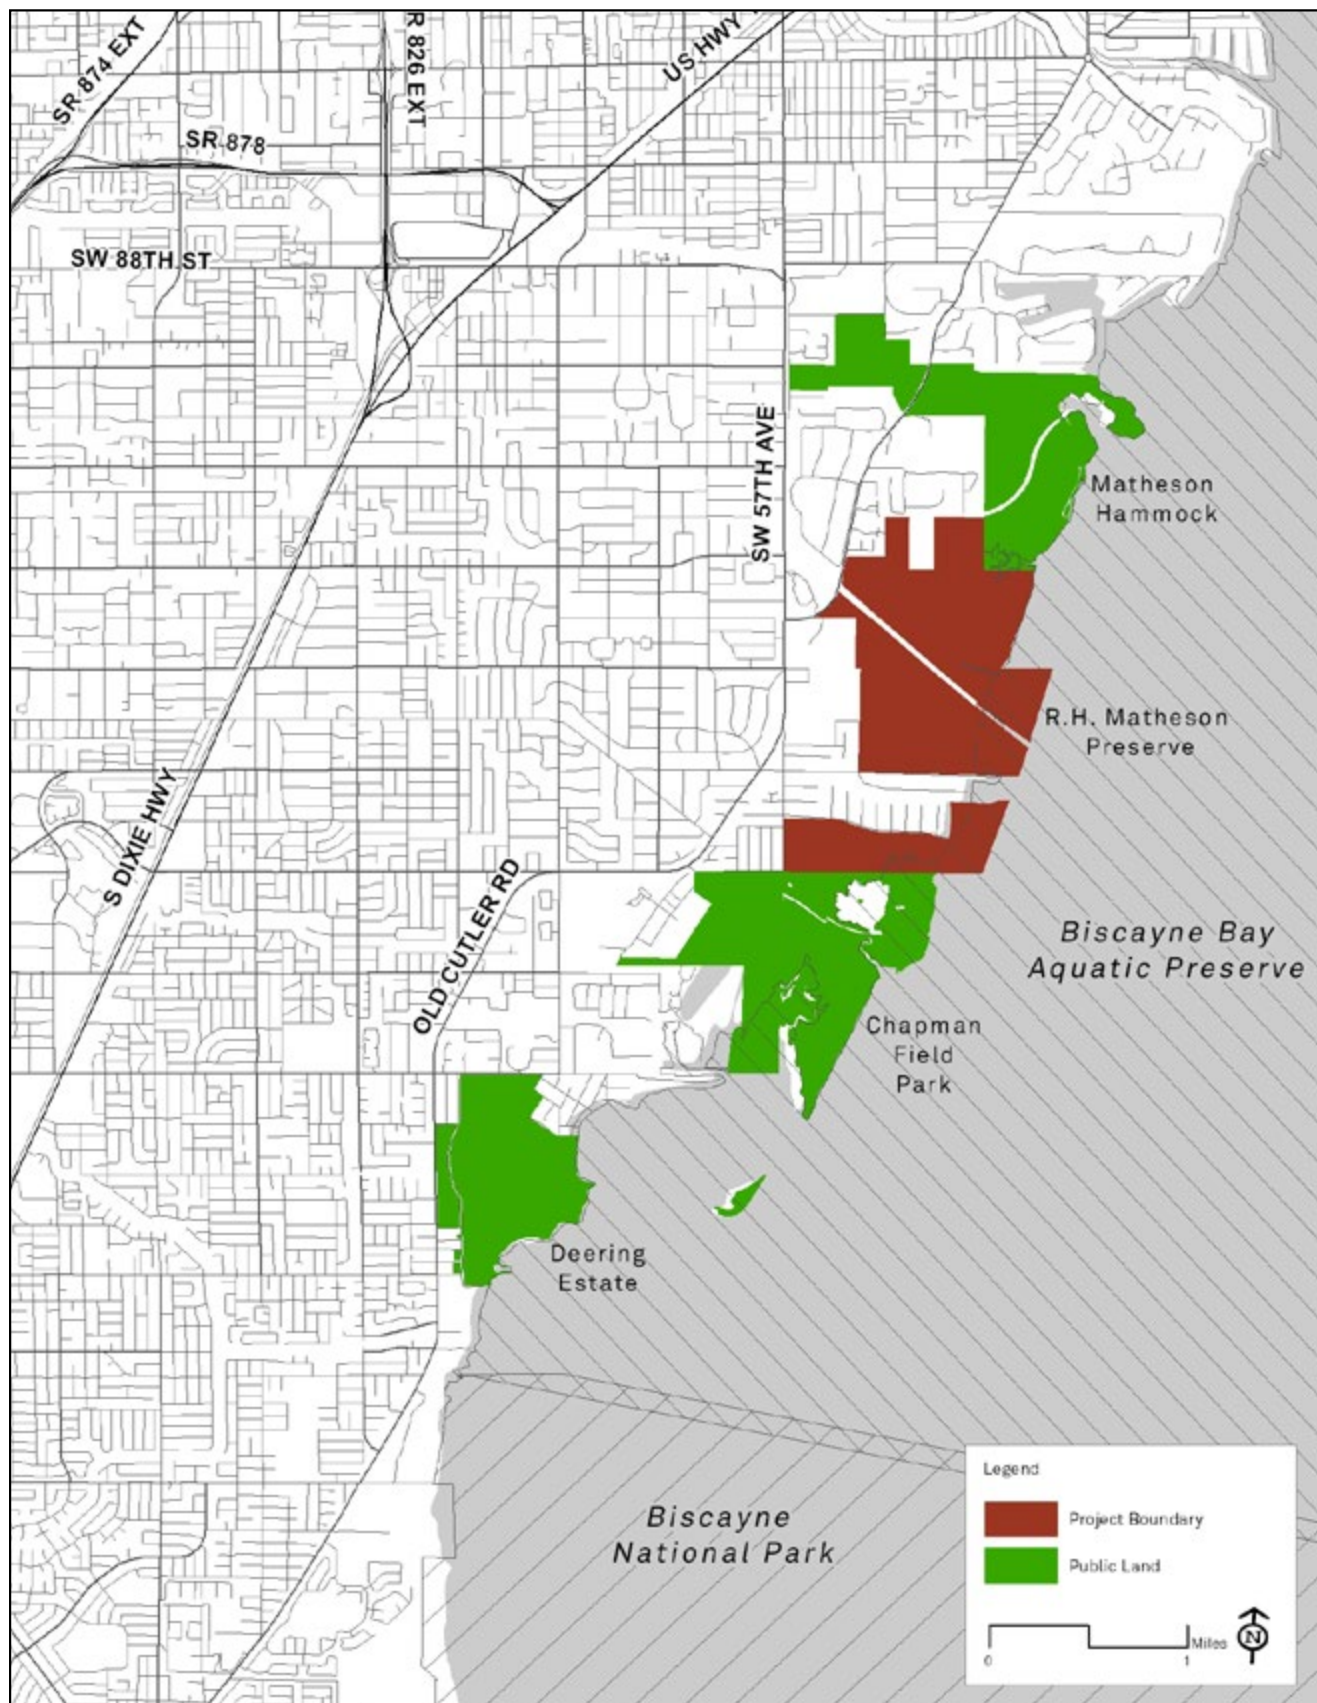 SR 874 EXT
R 826 EXT
US HWY
SR 878
SW 88TH ST
SW 57TH AVE
Matheson
Hammock
R.H. Matheson
Preserve
S DIXIE HWY
OLD CUTLER RD
Biscayne Bay
Aquatic Preserve
Chapman
Field
Park
Deering
Estate
Biscayne
National Park
Legend
Project Boundary
Public Land
Miles
0
1
N